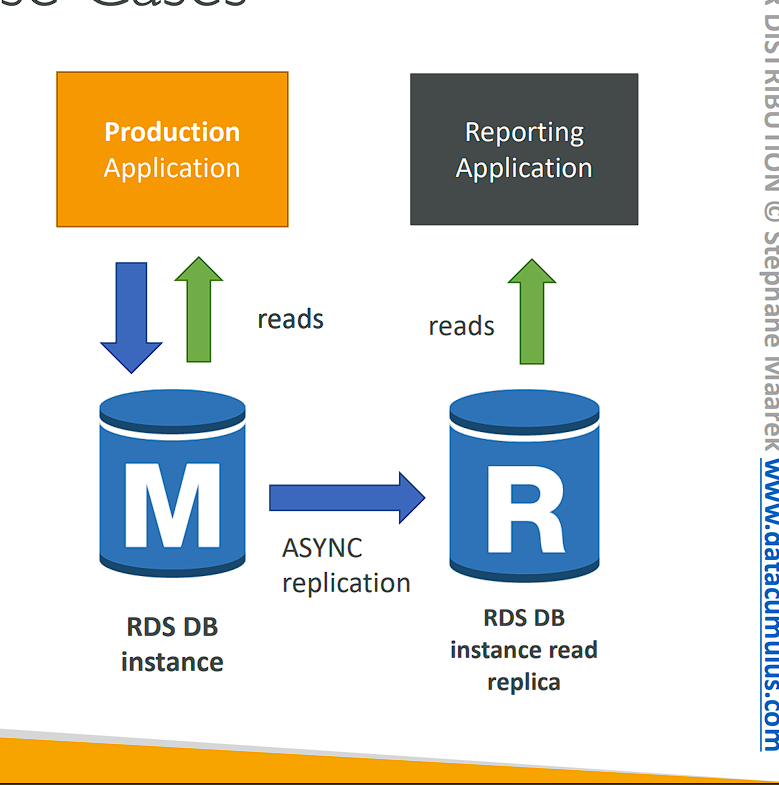 Cases
Production
Application
Reporting
Application
reads
reads
M
R
ASYNC
replication
RDS DB
instance
RDS DB
instance read
replica
DISTRIBUTION © Stephane Maarek
www.datacumulus.com